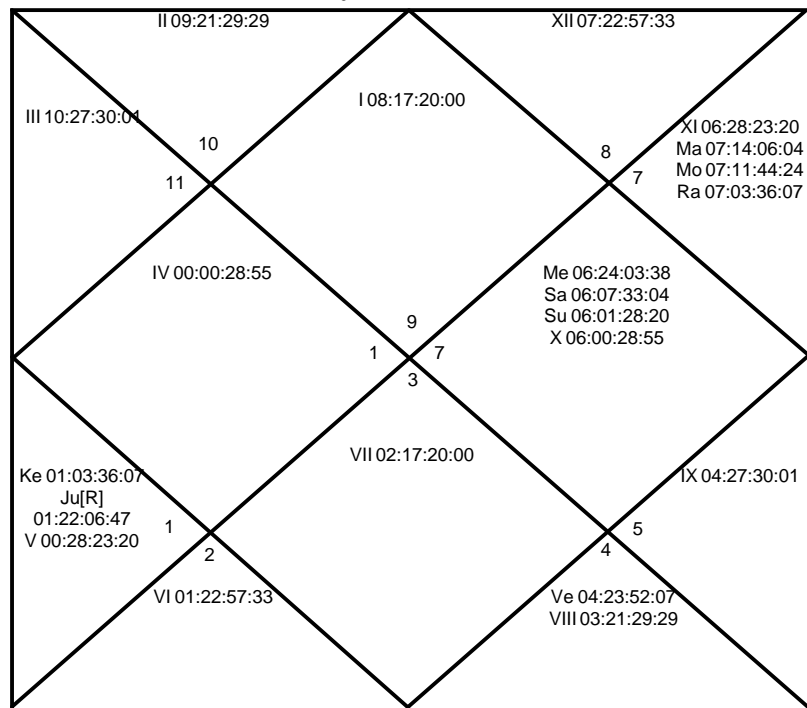 II 09:21:29:29
XII 07:22:57:33
I 08:17:20:00
III 10:27:30:01
10
11
8
7
XI 06:28:23:20
Ma 07:14:06:04
Mo 07:11:44:24
Ra 07:03:36:07
IV 00:00:28:55
Me 06:24:03:38
Sa 06:07:33:04
Su 06:01:28:20
X 06:00:28:55
9
1
7
3
VII 02:17:20:00
Ke 01:03:36:07
Ju[R]
01:22:06:47
V 00:28:23:20
1
2
IX 04:27:30:01
5
4
VI 01:22:57:33
Ve 04:23:52:07
VIII 03:21:29:29